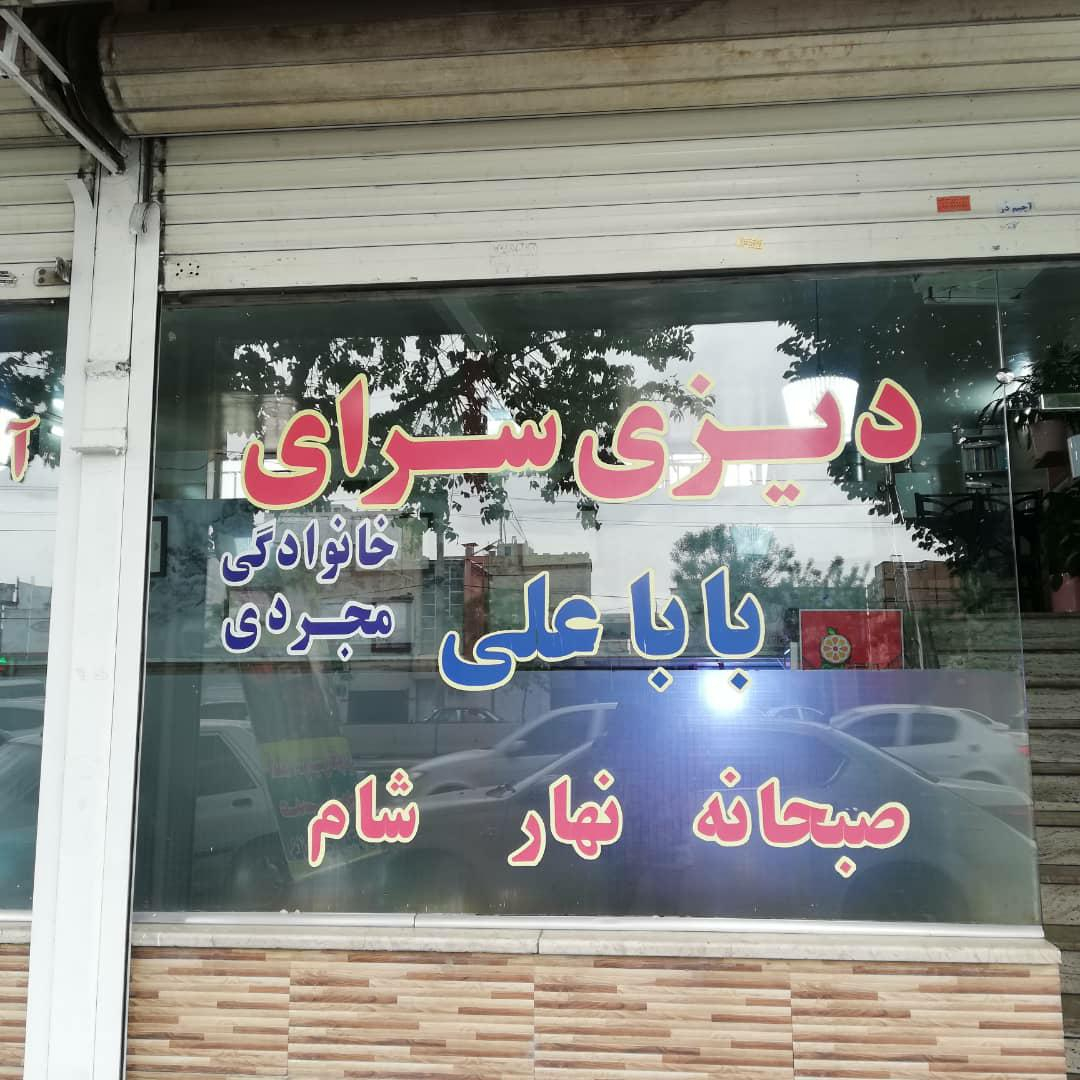 دیزی سرای
خانوادگی
مجردی
بابا علی
صبحانه نهار شام
آ